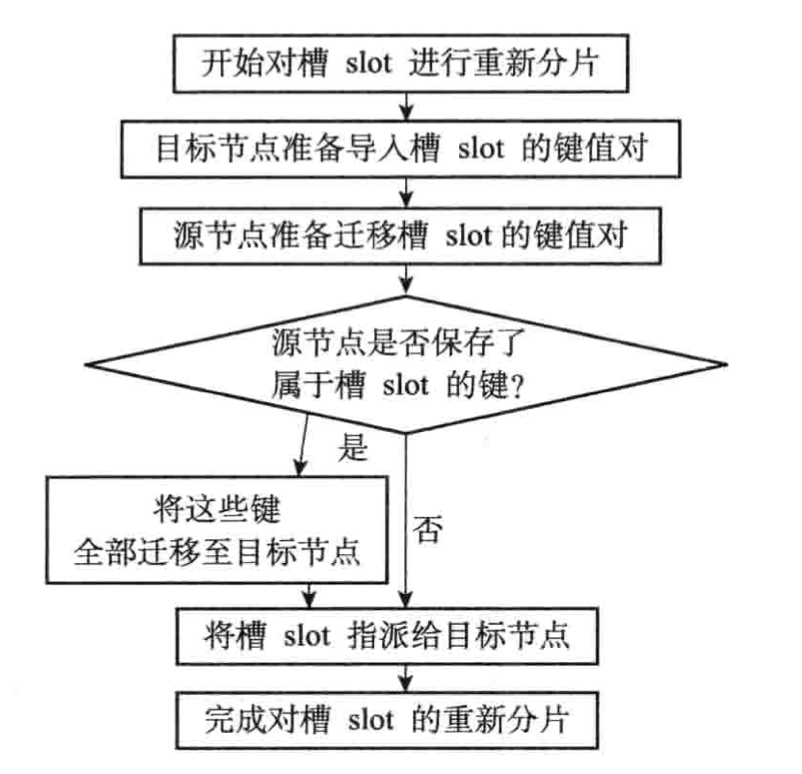 开始对槽 slot 进行重新分片
目标节点准备导入槽 slot 的键值对
源节点准备迁移槽 slot的键值对
源节点是否保存了
属于槽 slot 的键?
是
将这些键
全部迁移至目标节点
否
将槽 slot 指派给目标节点
完成对槽 slot 的重新分片